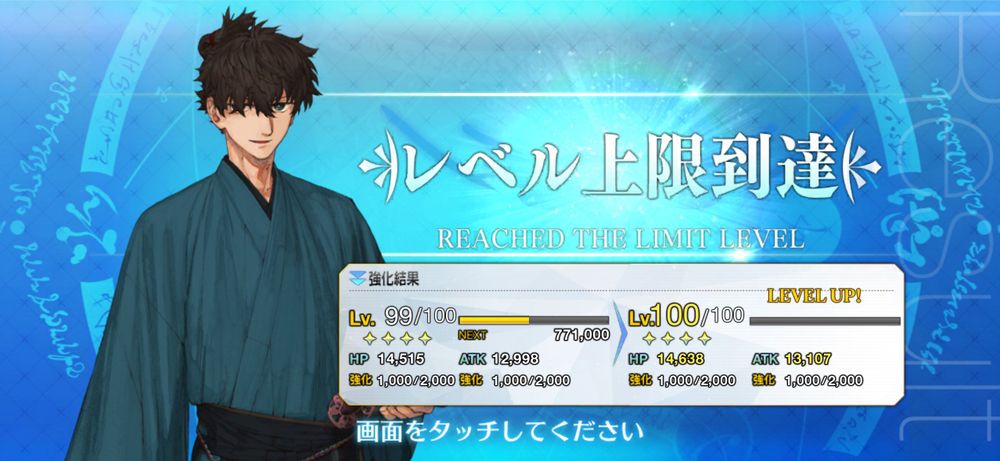 Result
レベル上限到達
REACHED THE LIMIT LEVEL
強化結果
LEVEL UP!
Lv. 99/100
NEXT 771,000
HP 14,515 ATK 12,998
強化 1,000/2,000 強化 1,000/2,000
Lv.100/100
HP 14,638 ATK 13,107
強化 1,000/2,000 強化 1,000/2,000
画面をタッチしてください